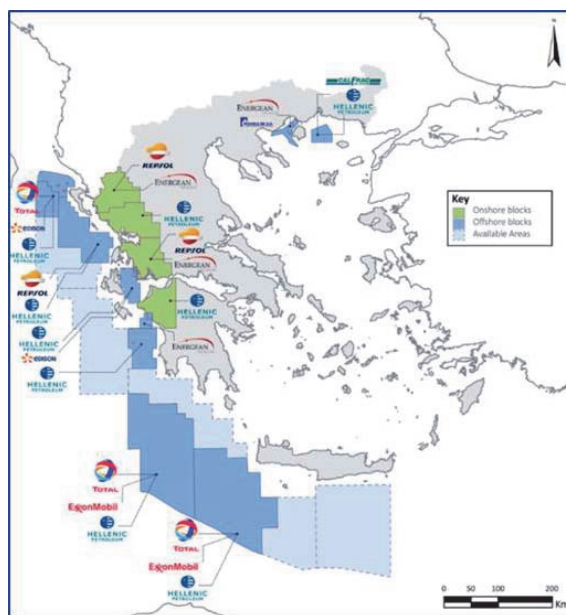 CALFRAC
HELLENIC
PETROLEUM
ENERGEAN
REPSOL
ENERGEAN
HELLENIC
PETROLEUM
REPSOL
ENERGEAN
HELLENIC
PETROLEUM
ENERGEAN
TOTAL
EDISON
HELLENIC
PETROLEUM
REPSOL
HELLENIC
PETROLEUM
HELLENIC
PETROLEUM
EDISON
HELLENIC
PETROLEUM
Key
Onshore blocks
Offshore blocks
Available Areas
TOTAL
ExxonMobil
HELLENIC
PETROLEUM
TOTAL
ExxonMobil
HELLENIC
PETROLEUM
0 50 100 200
Km